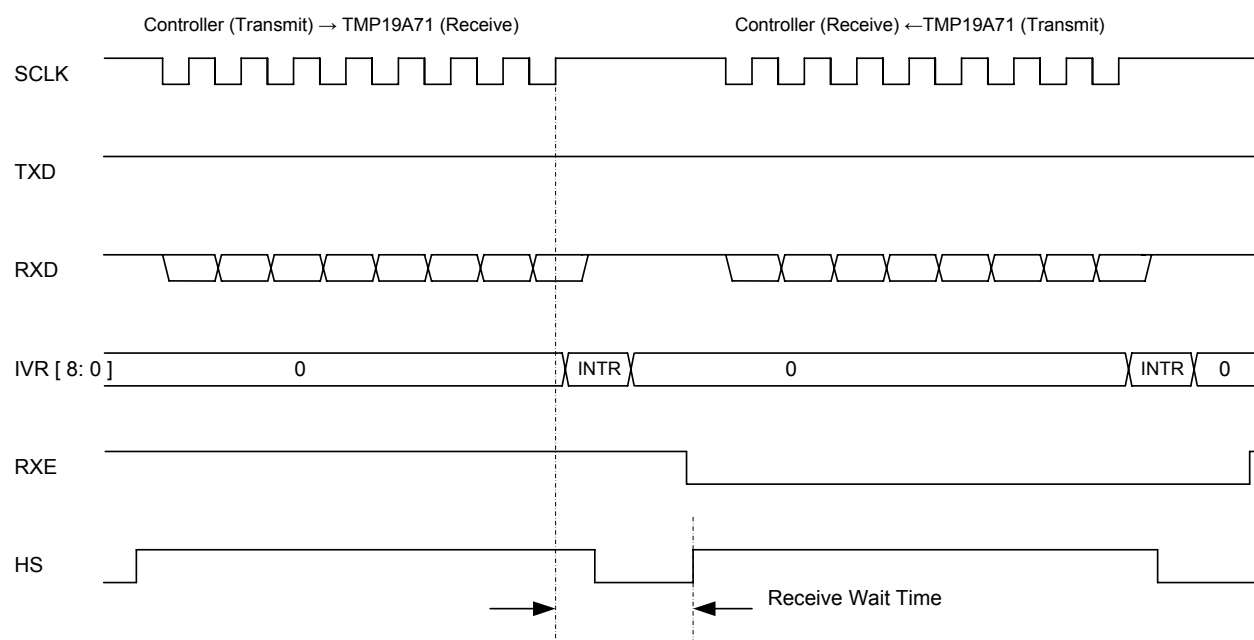 Controller (Transmit) → TMP19A71 (Receive)
Controller (Receive) ←TMP19A71 (Transmit)
SCLK
TXD
RXD
IVR [ 8: 0 ]
0
INTR
0
INTR
0
RXE
HS
Receive Wait Time